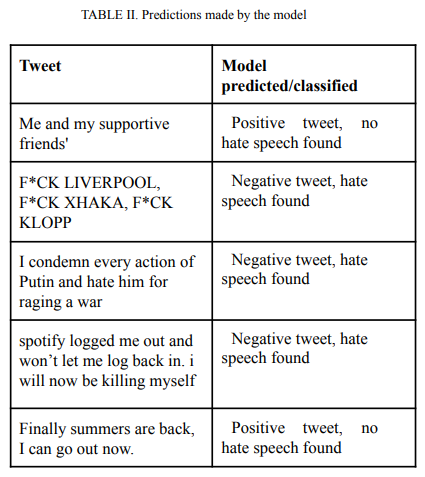 TABLE II. Predictions made by the model
Tweet
Model
predicted/classified
Me and my supportive
friends'
Positive tweet, no
hate speech found
F*CK LIVERPOOL,
F*CK XHAKA, F*CK
KLOPP
Negative tweet, hate
speech found
I condemn every action of
Putin and hate him for
raging a war
Negative tweet, hate
speech found
spotify logged me out and
won't let me log back in. i
will now be killing myself
Negative tweet, hate
speech found
Finally summers are back,
I can go out now.
Positive tweet, no
hate speech found